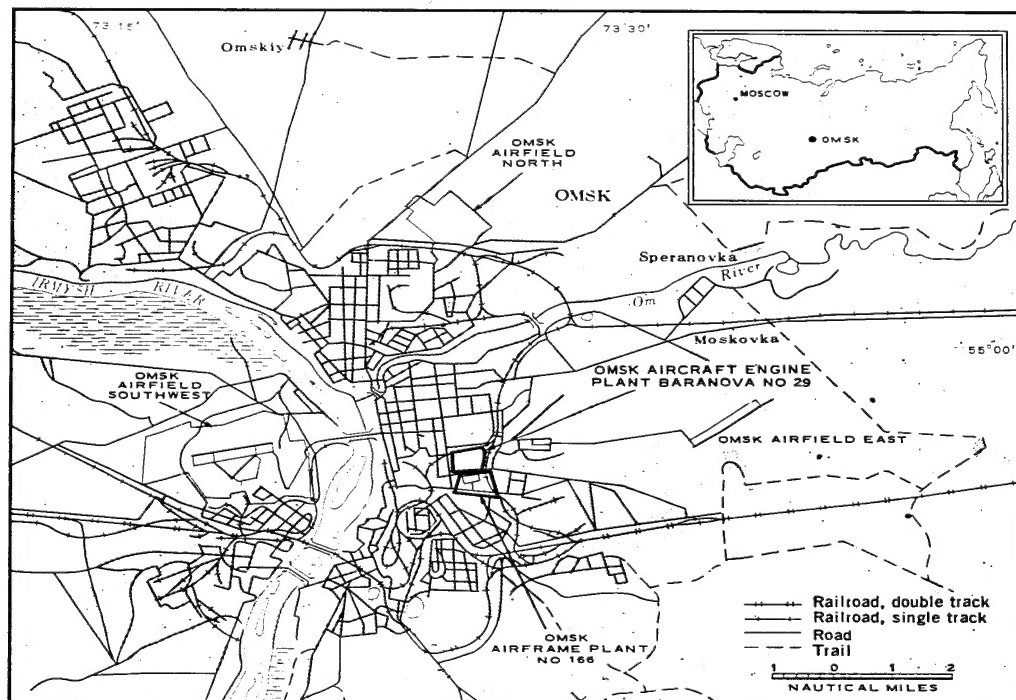 73°15'
73°30'
Omskiy
MOSCOW
OMSK
OMSK
AIRFIELD
NORTH
OMSK
Speranovka
River
Om
IRMYSH RIVER
Moskovka
55°00'
OMSK AIRCRAFT ENGINE
PLANT BARANOVA NO 29
OMSK
AIRFIELD
SOUTHWEST
OMSK AIRFIELD EAST
OMSK
AIRFRAME PLANT
NO 166
Railroad, double track
Railroad, single track
Road
Trail
1 0 1 2
NAUTICAL MILES